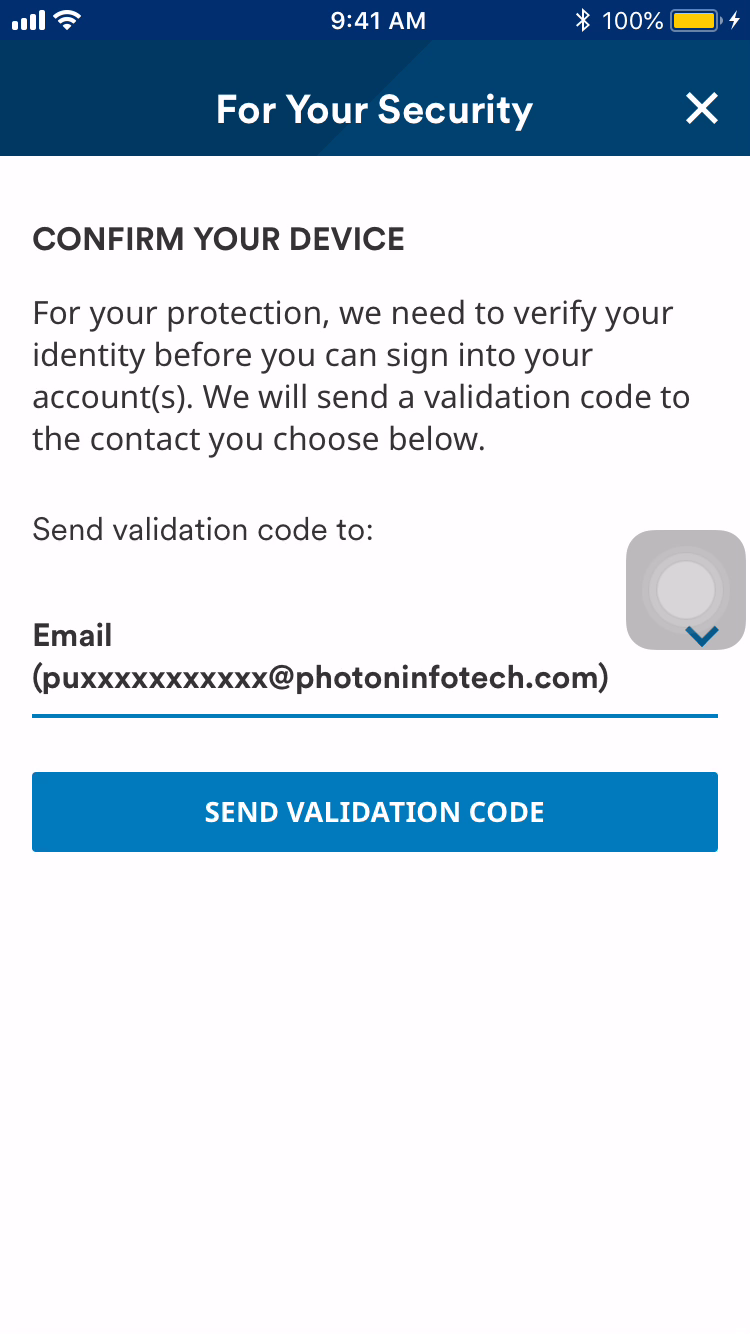 9:41 AM 100%
For Your Security
CONFIRM YOUR DEVICE
For your protection, we need to verify your
identity before you can sign into your
account(s). We will send a validation code to
the contact you choose below.
Send validation code to:
Email
(puxxxxxxxxxxx@photoninfotech.com)
SEND VALIDATION CODE